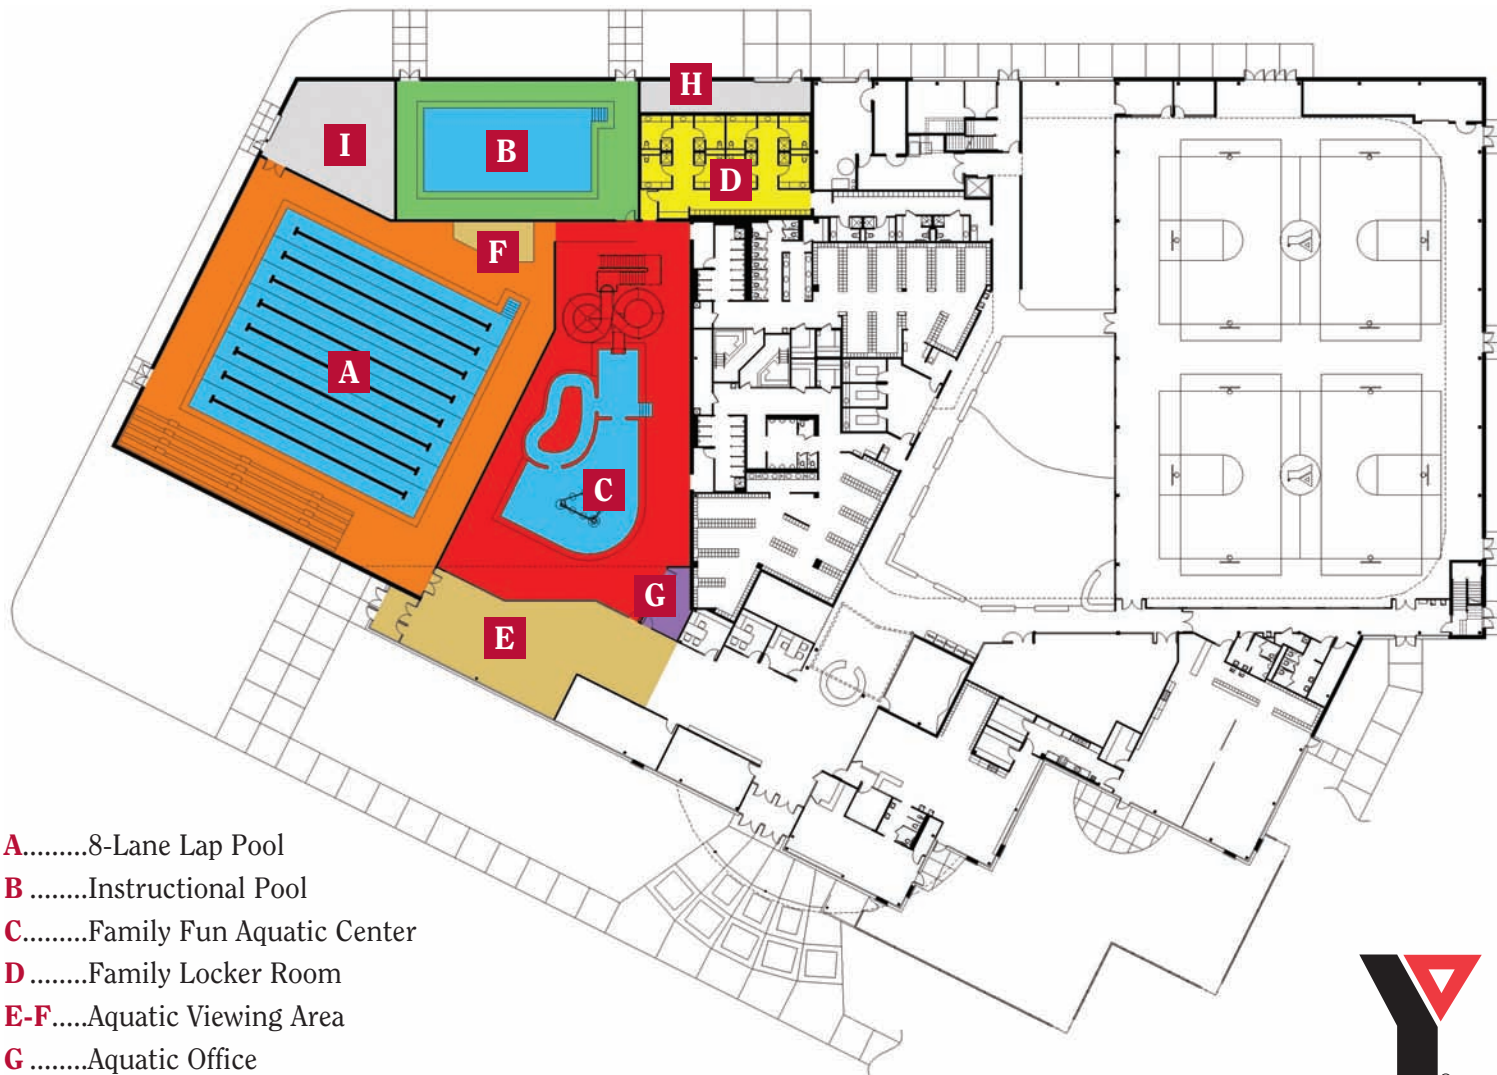 H
I
B
D
F
A
C
G
E
A.........8-Lane Lap Pool
B ........Instructional Pool
C.........Family Fun Aquatic Center
D ........Family Locker Room
E-F.....Aquatic Viewing Area
G ........Aquatic Office
Y
®